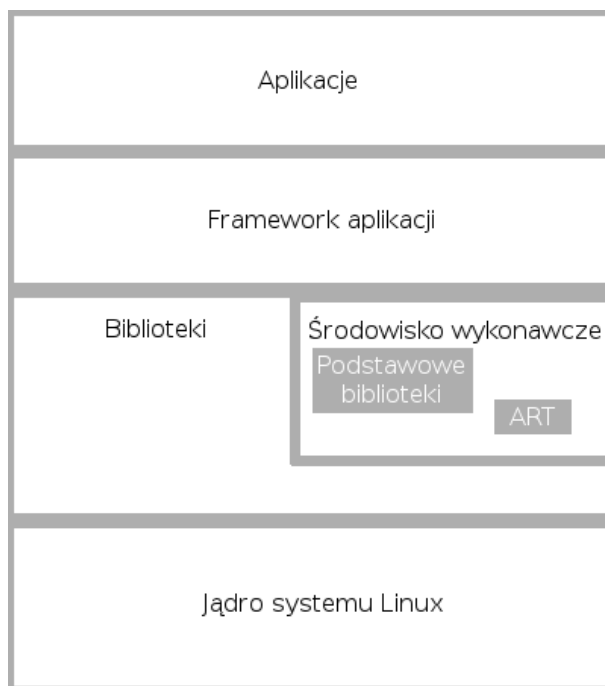 Aplikacje
Framework aplikacji
Biblioteki
Środowisko wykonawcze
Podstawowe
biblioteki
ART
Jądro systemu Linux